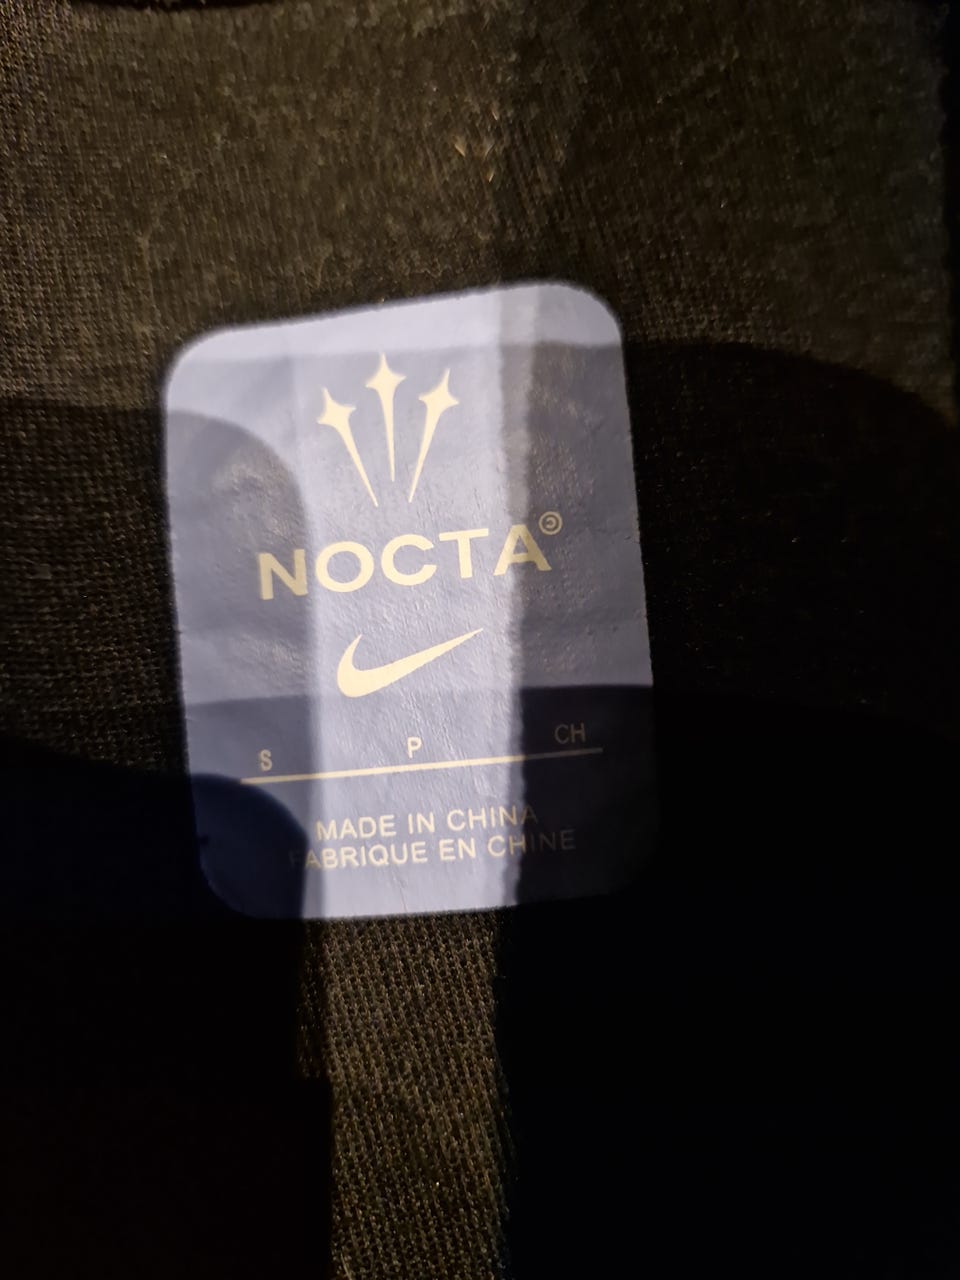 NOCTA©
S P CH
MADE IN CHINA
FABRIQUE EN CHINE